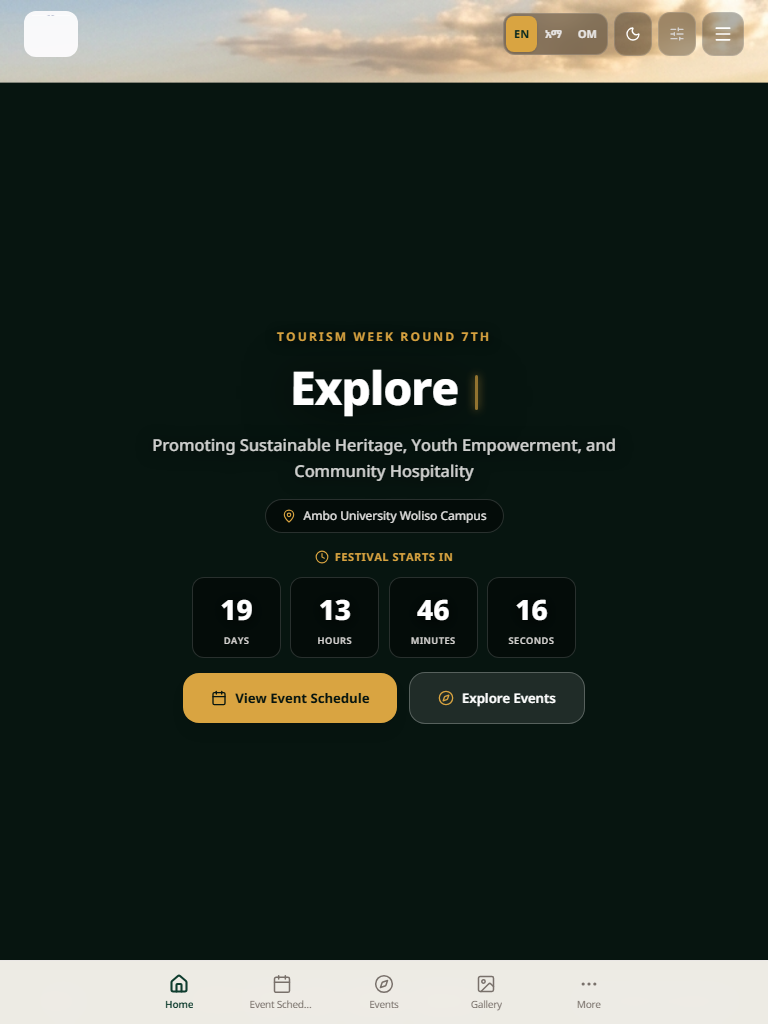 EN አማ OM
TOURISM WEEK ROUND 7TH
Explore
Promoting Sustainable Heritage, Youth Empowerment, and
Community Hospitality
Ambo University Woliso Campus
FESTIVAL STARTS IN
19 13 46 16
DAYS HOURS MINUTES SECONDS
View Event Schedule Explore Events
Home Event Sched... Events Gallery More